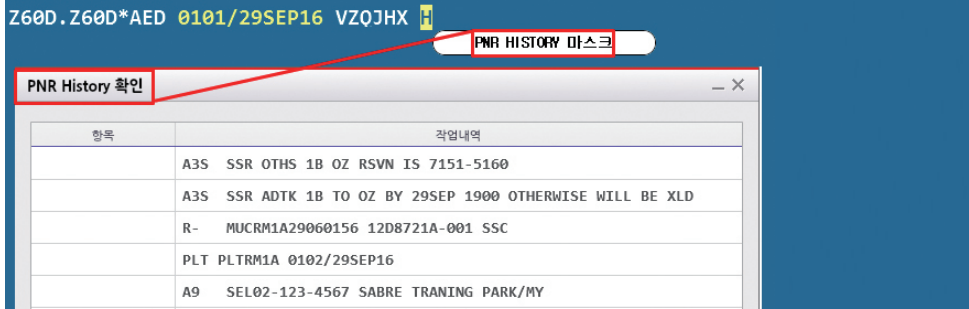 Z60D.Z60D*AED 0101/29SEP16 VZQJHX H
PNR HISTORY 마스크
PNR History 확인
항목 작업내역
A3S SSR OTHS 1B OZ RSVN IS 7151-5160
A3S SSR ADTK 1B TO OZ BY 29SEP 1900 OTHERWISE WILL BE XLD
R- MUCRM1A29060156 12D8721A-001 SSC
PLT PLTRM1A 0102/29SEP16
A9 SEL02-123-4567 SABRE TRANING PARK/MY